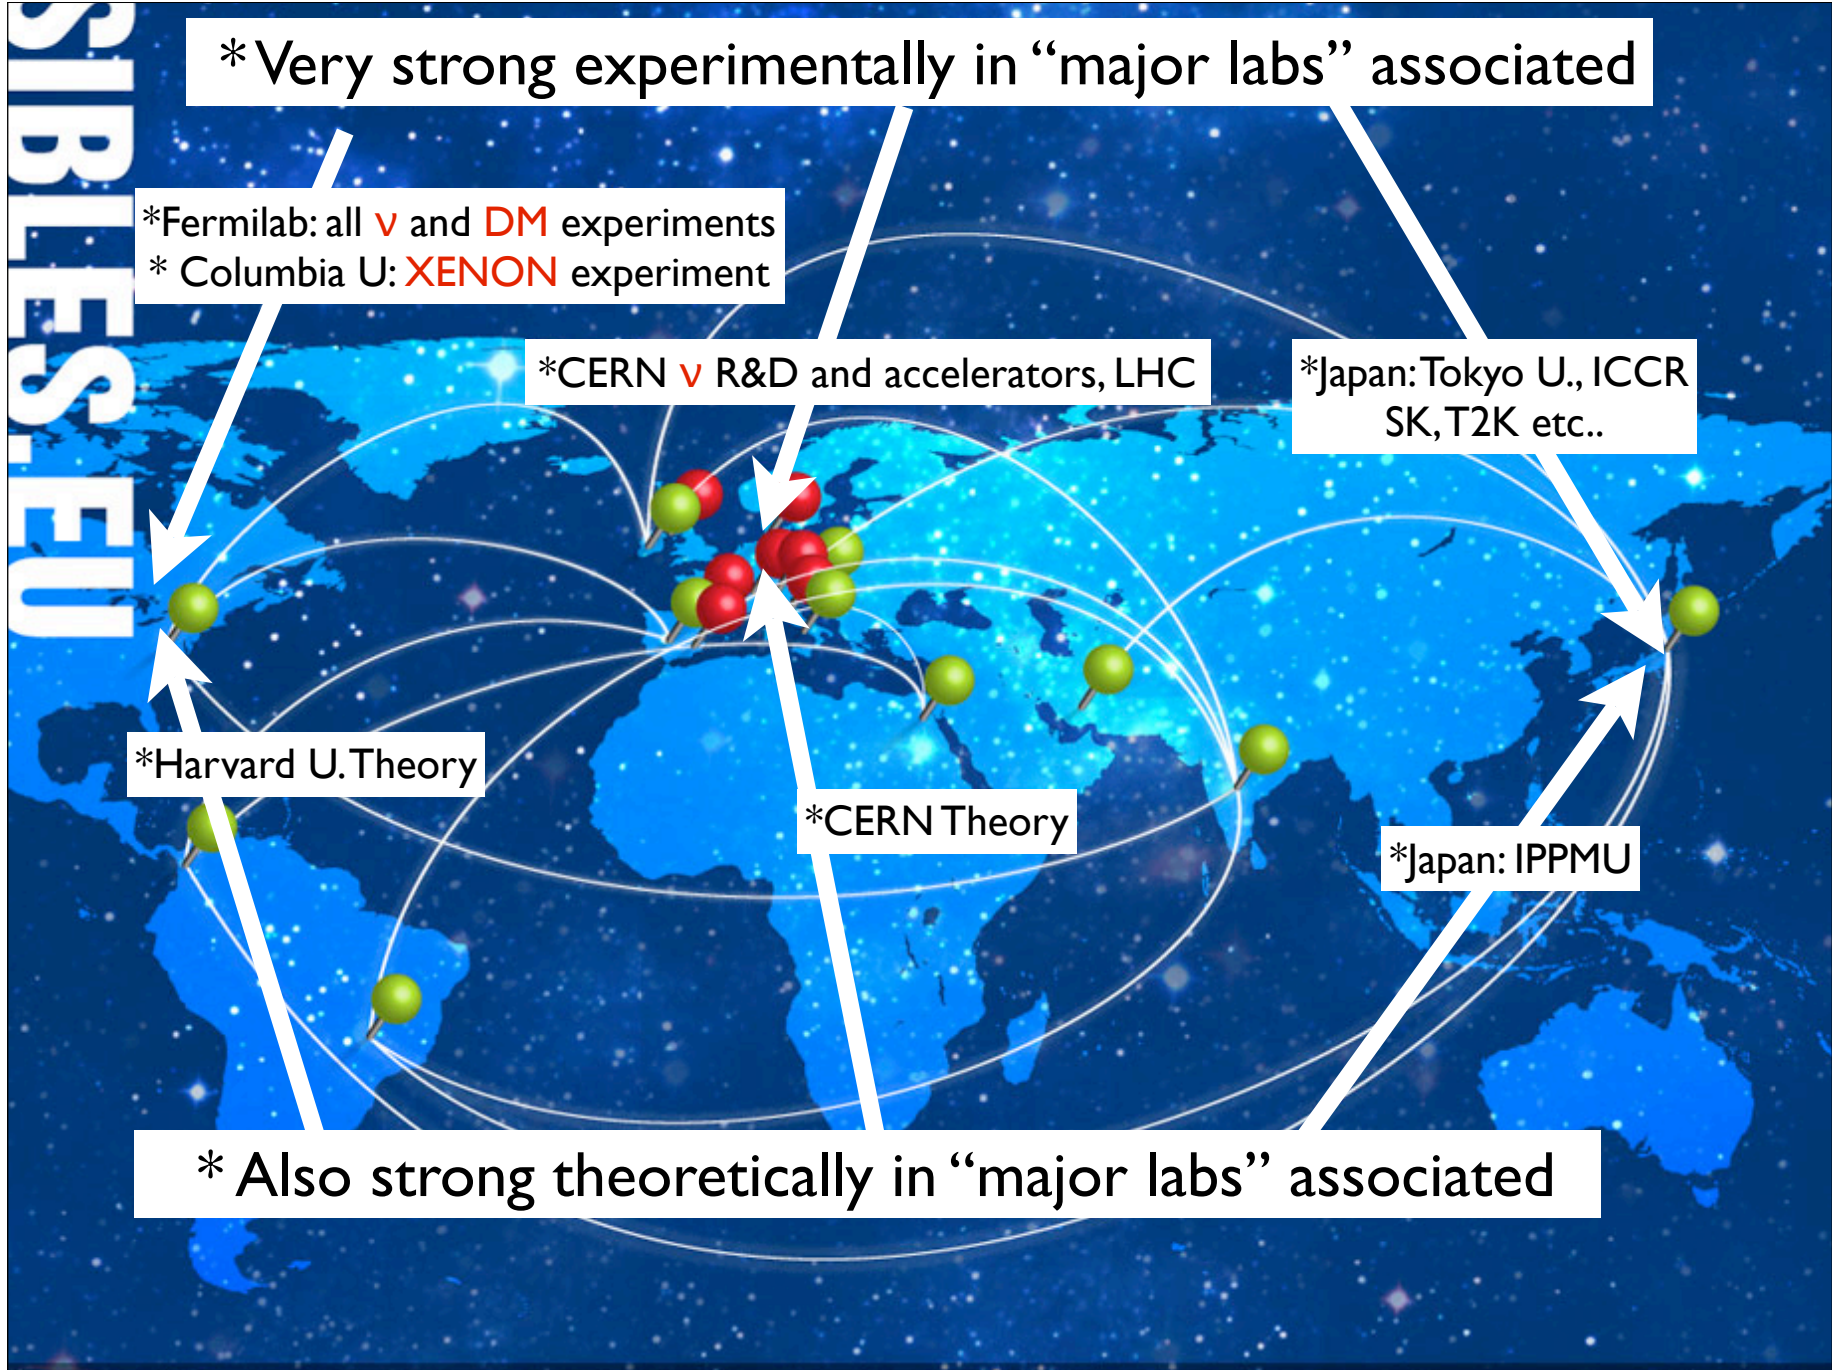 * Very strong experimentally in “major labs” associated
SIBLES.EU
*Fermilab: all ν and DM experiments
* Columbia U: XENON experiment
*CERN ν R&D and accelerators, LHC
*Japan: Tokyo U., ICCR
SK, T2K etc..
*Harvard U. Theory
*CERN Theory
*Japan: IPPMU
* Also strong theoretically in “major labs” associated